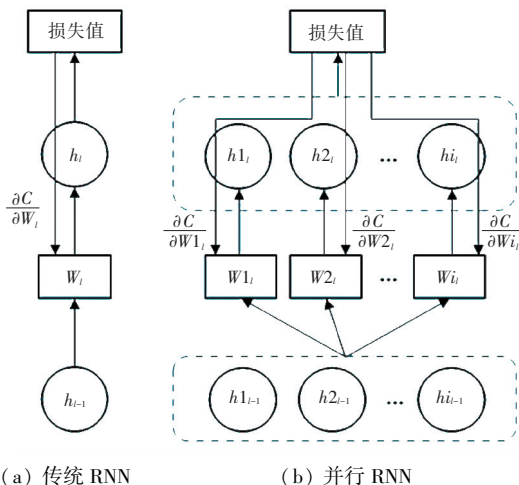 损失值
h_l
∂C
∂W_l
W_l
h_{l-1}
(a) 传统 RNN
损失值
h1_l h2_l ... hi_l
∂C ∂C ∂C
∂W1_l ∂W2_l ∂Wi_l
W1_l W2_l ... Wi_l
h1_{l-1} h2_{l-1} ... hi_{l-1}
(b) 并行 RNN